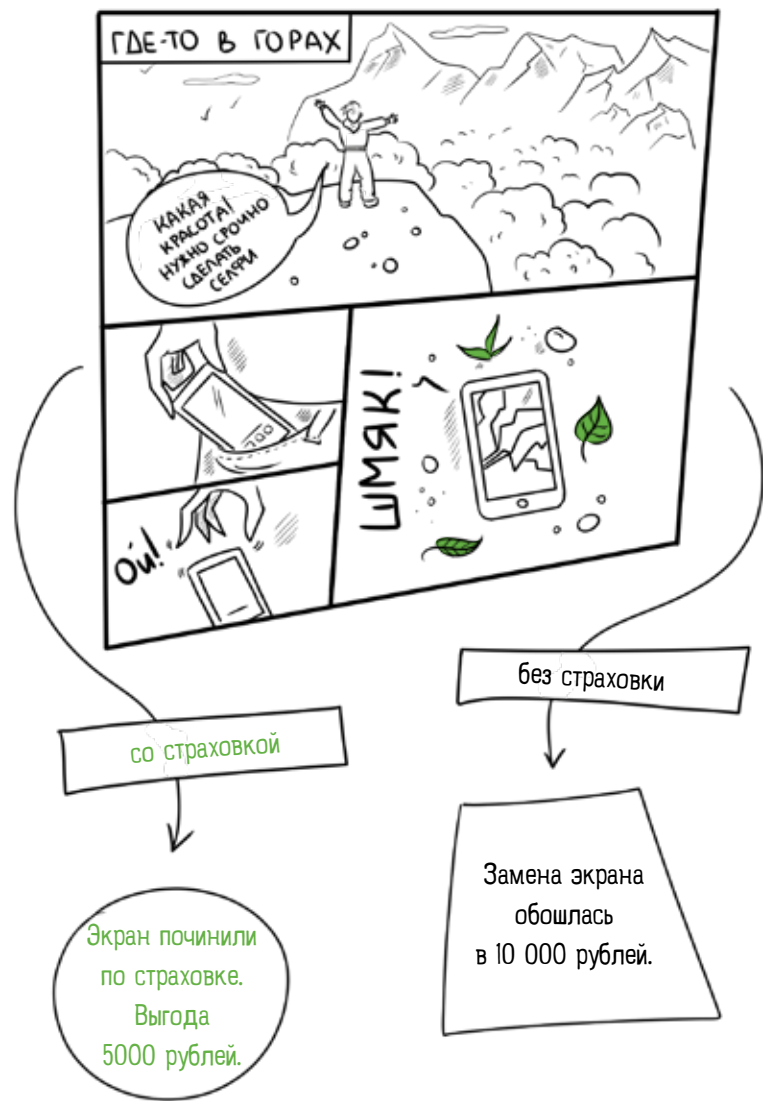 ГДЕ-ТО В ГОРАХ
КАКАЯ
КРАСОТА!
НУЖНО СРОЧНО
СДЕЛАТЬ
СЕЛФИ
ОЙ!
ШМЯК!
без страховки
со страховкой
Замена экрана
обошлась
в 10 000 рублей.
Экран починили
по страховке.
Выгода
5000 рублей.